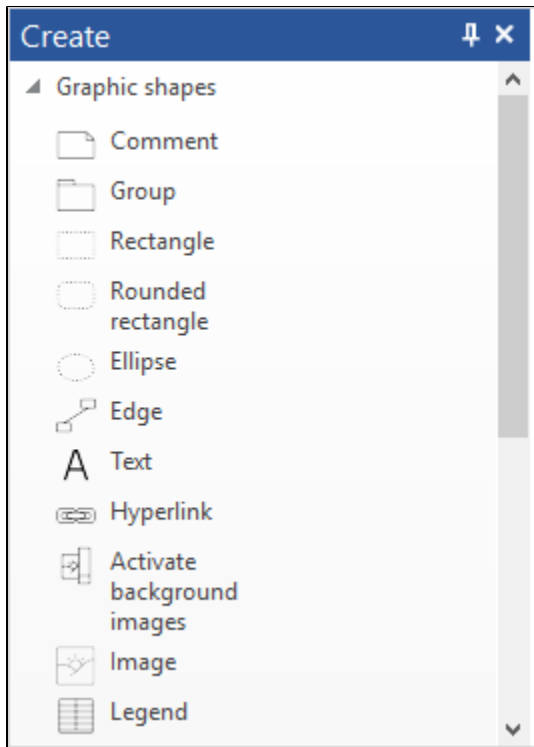 Create
Graphic shapes
Comment
Group
Rectangle
Rounded
rectangle
Ellipse
Edge
A Text
Hyperlink
Activate
background
images
Image
Legend